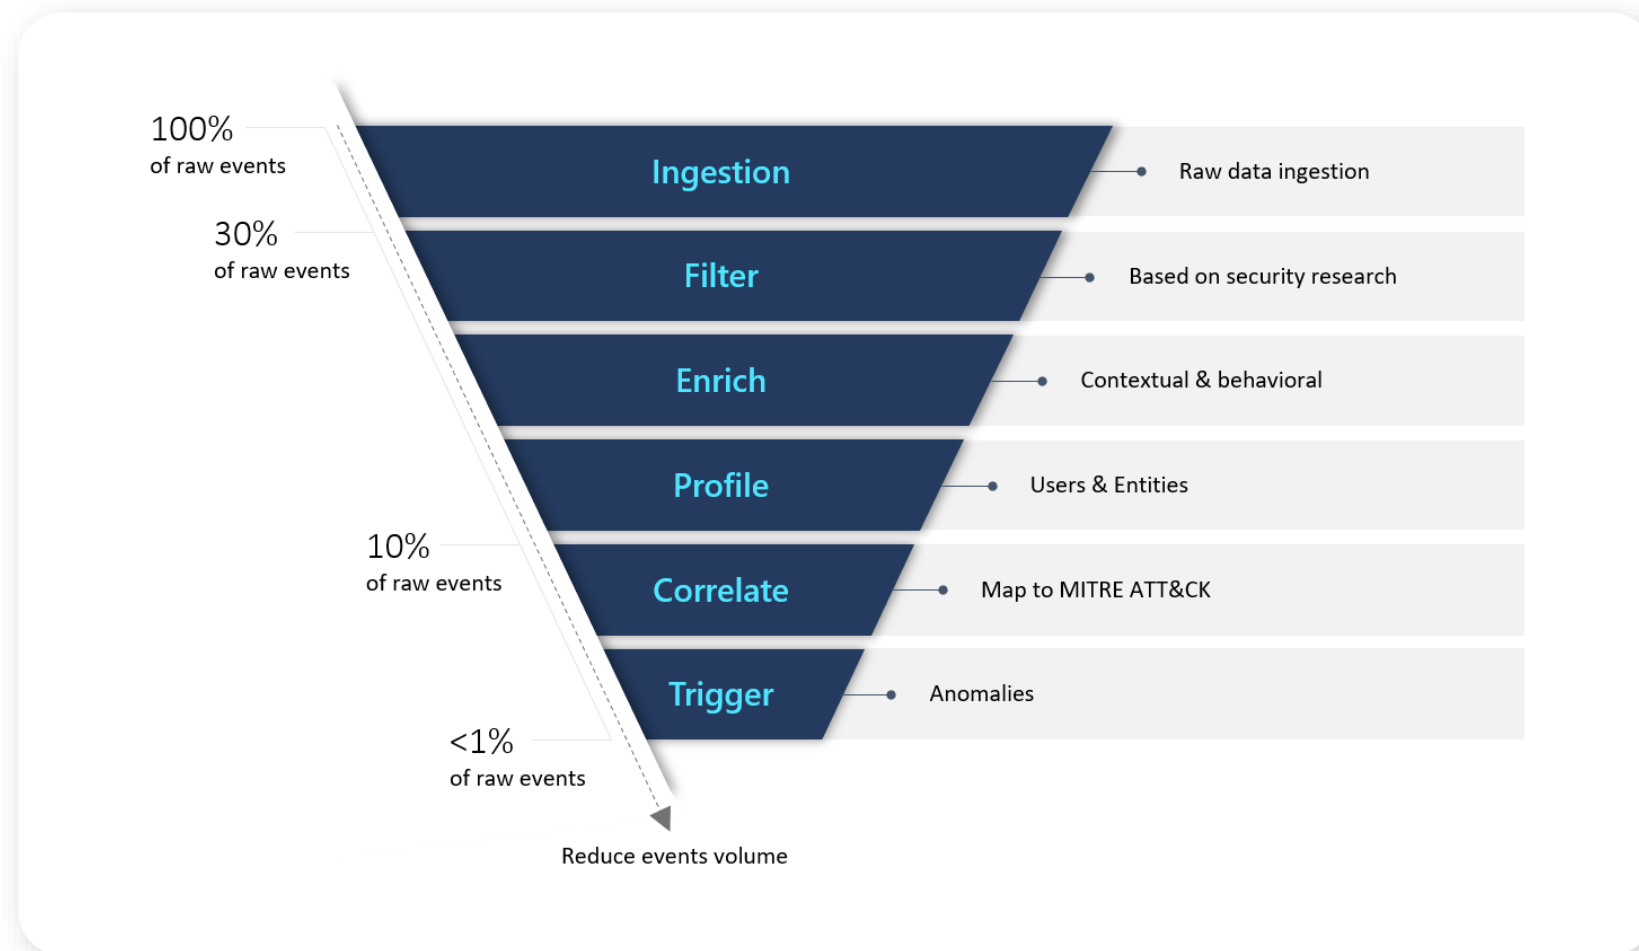 100%
of raw events
Ingestion
Raw data ingestion
30%
of raw events
Filter
Based on security research
Enrich
Contextual & behavioral
Profile
Users & Entities
10%
of raw events
Correlate
Map to MITRE ATT&CK
Trigger
Anomalies
<1%
of raw events
Reduce events volume